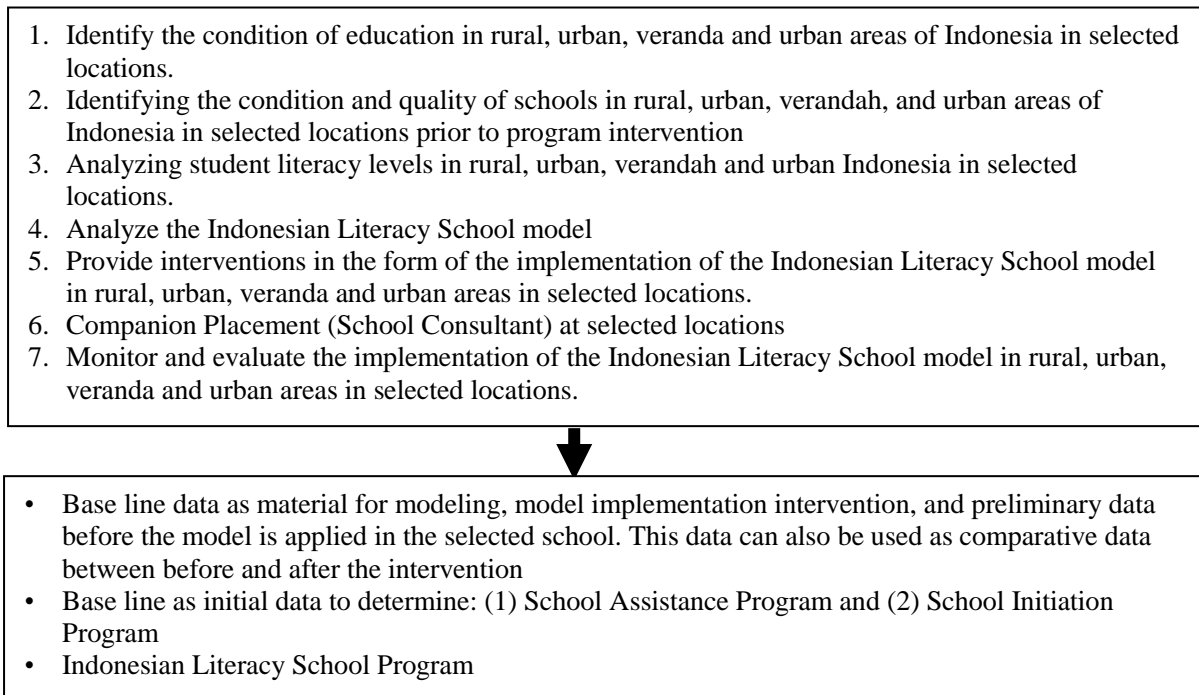 1. Identify the condition of education in rural, urban, veranda and urban areas of Indonesia in selected
locations.
2. Identifying the condition and quality of schools in rural, urban, verandah, and urban areas of
Indonesia in selected locations prior to program intervention
3. Analyzing student literacy levels in rural, urban, verandah and urban Indonesia in selected
locations.
4. Analyze the Indonesian Literacy School model
5. Provide interventions in the form of the implementation of the Indonesian Literacy School model
in rural, urban, veranda and urban areas in selected locations.
6. Companion Placement (School Consultant) at selected locations
7. Monitor and evaluate the implementation of the Indonesian Literacy School model in rural, urban,
veranda and urban areas in selected locations.
• Base line data as material for modeling, model implementation intervention, and preliminary data
before the model is applied in the selected school. This data can also be used as comparative data
between before and after the intervention
• Base line as initial data to determine: (1) School Assistance Program and (2) School Initiation
Program
• Indonesian Literacy School Program